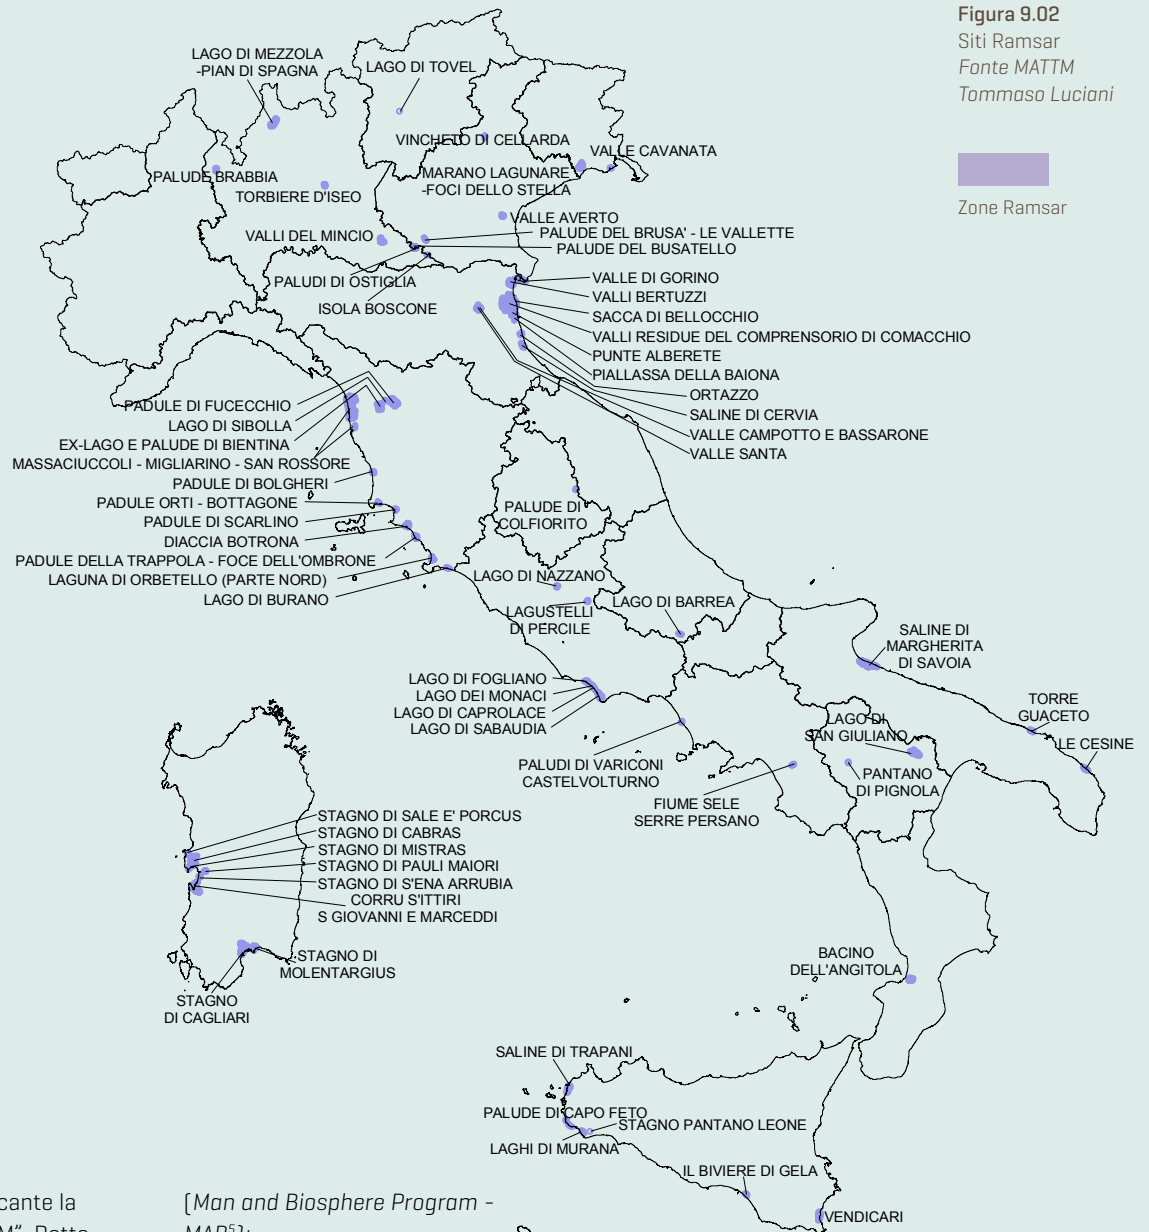 Figura 9.02
Siti Ramsar
Fonte MATTM
Tommaso Luciani
Zone Ramsar
LAGO DI MEZZOLA
-PIAN DI SPAGNA
LAGO DI TOVEL
VINCHETO DI CELLARDA
VALLE CAVANATA
PALUDE BRABBIA
MARANO LAGUNARE
-FOCI DELLO STELLA
TORBIERE D'ISEO
VALLE AVERTO
VALLI DEL MINCIO
PALUDE DEL BRUSA' - LE VALLETTE
PALUDE DEL BUSATELLO
PALUDI DI OSTIGLIA
ISOLA BOSCONE
VALLE DI GORINO
VALLI BERTUZZI
SACCA DI BELLOCCHIO
VALLI RESIDUE DEL COMPRENSORIO DI COMACCHIO
PUNTE ALBERETE
PIALLASSA DELLA BAIONA
ORTAZZO
SALINE DI CERVIA
VALLE CAMPOTTO E BASSARONE
VALLE SANTA
PADULE DI FUCECCHIO
LAGO DI SIBOLLA
EX-LAGO E PALUDE DI BIENTINA
MASSACIUCCOLI - MIGLIARINO - SAN ROSSORE
PADULE DI BOLGHERI
PADULE ORTI - BOTTAGONE
PADULE DI SCARLINO
DIACCIA BOTRONA
PADULE DELLA TRAPPOLA - FOCE DELL'OMBRONE
LAGUNA DI ORBETELLO (PARTE NORD)
LAGO DI BURANO
PALUDE DI
COLFIORITO
LAGO DI NAZZANO
LAGUSTELLI
DI PERCILE
LAGO DI BARREA
SALINE DI
MARGHERITA
DI SAVOIA
LAGO DI FOGLIANO
LAGO DEI MONACI
LAGO DI CAPROLACE
LAGO DI SABAUDIA
TORRE
GUACETO
LE CESINE
LAGO DI
SAN GIULIANO
PALUDI DI VARICONI
CASTELVOLTURNO
PANTANO
DI PIGNOLA
FIUME SELE
SERRE PERSANO
STAGNO DI SALE E' PORCUS
STAGNO DI CABRAS
STAGNO DI MISTRAS
STAGNO DI PAULI MAIORI
STAGNO DI S'ENA ARRUBIA
CORRU S'ITTIRI
S GIOVANNI E MARCEDDI
STAGNO DI
MOLENTARGIUS
STAGNO
DI CAGLIARI
BACINO
DELL'ANGITOLA
SALINE DI TRAPANI
PALUDE DI CAPO FETO
STAGNO PANTANO LEONE
LAGHI DI MURANA
IL BIVIERE DI GELA
VENDICARI
cante la
(Man and Biosphere Program -